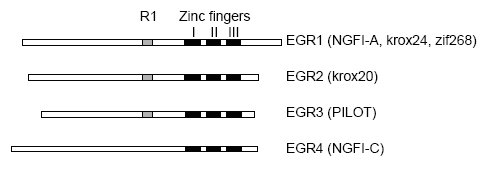 R1 Zinc fingers
I II III
EGR1 (NGFI-A, krox24, zif268)
EGR2 (krox20)
EGR3 (PILOT)
EGR4 (NGFI-C)